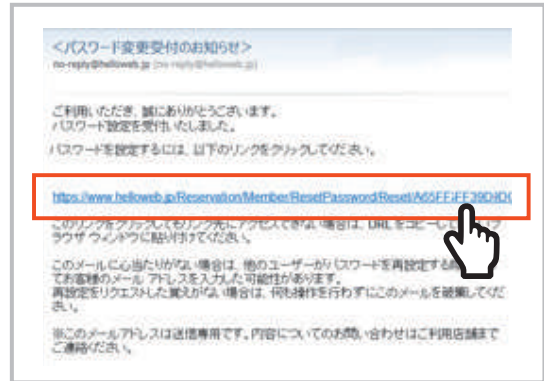 <パスワード変更受付のお知らせ>
no-reply@helloweb.jp (no-reply@helloweb.jp)
ご利用いただき、誠にありがとうございます。
パスワード設定を受付いたしました。
パスワードを設定するには、以下のリンクをクリックしてください。
https://www.helloweb.jp/Reservation/Member/ResetPassword/Reset/A65FF
このリンクをクリックしてもリンク先にアクセスできない場合は、URL をコピーして
ブラウザ ウィンドウに貼り付けてください。
このメールに心当たりがない場合は、他のユーザーがパスワードを再設定する
てお客様のメール アドレスを入力した可能性があります。
再設定をリクエストした覚えがない場合は、何も操作を行わずにこのメールを破棄してくだ
さい。
※このメールアドレスは送信専用です。内容についてのお問い合わせはご利用店舗まで
ご連絡ください。